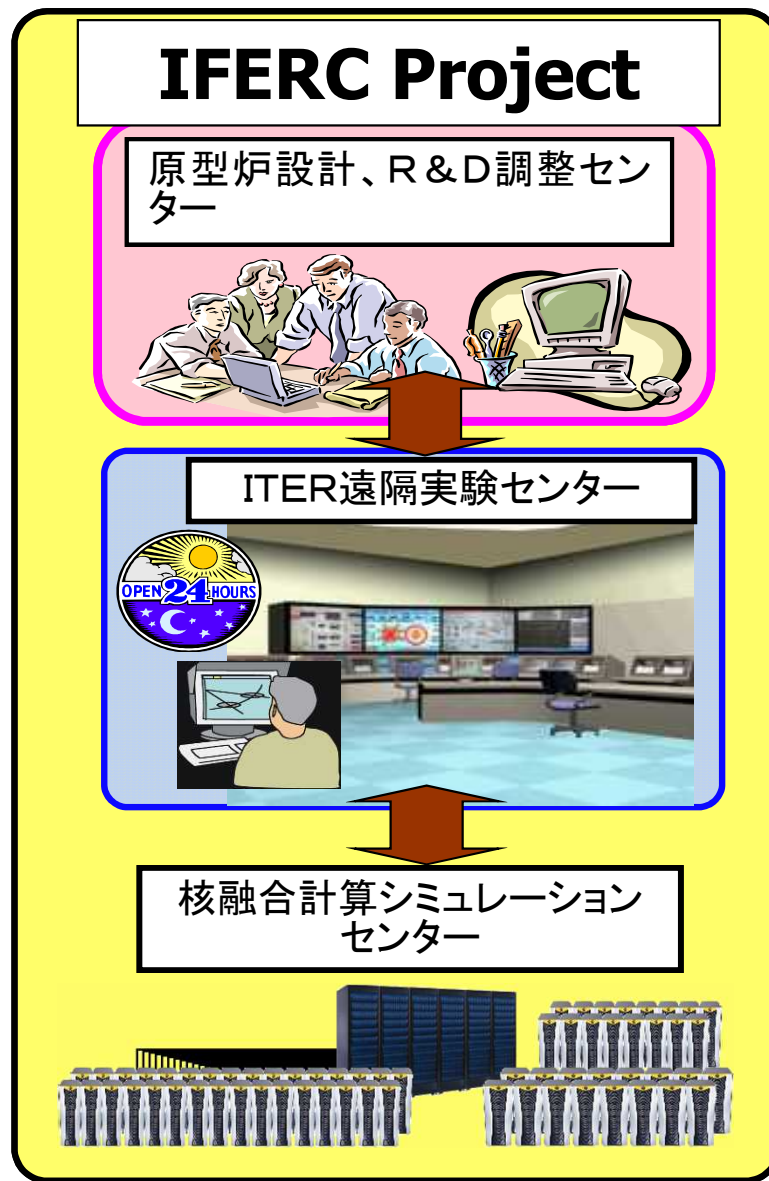 IFERC Project
原型炉設計、R&D調整セン
ター
ITER遠隔実験センター
OPEN 24 HOURS
核融合計算シミュレーション
センター